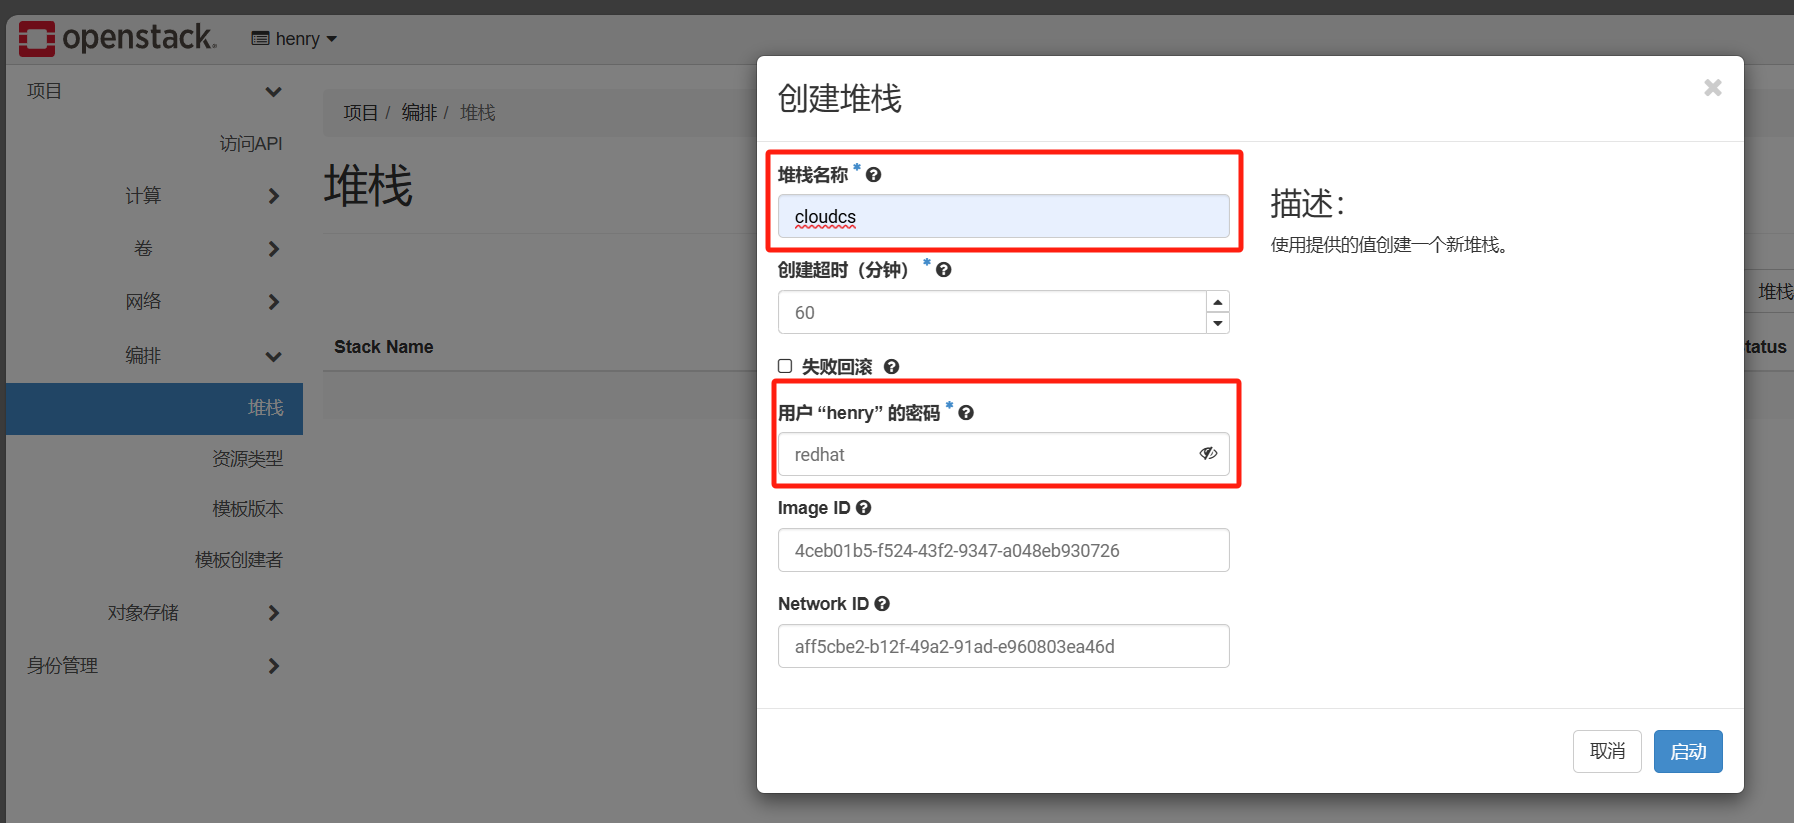 openstack.
henry
项目
访问API
计算
卷
网络
编排
堆栈
资源类型
模板版本
模板创建者
对象存储
身份管理
项目 / 编排 / 堆栈
堆栈
Stack Name
堆栈
tatus
创建堆栈
×
堆栈名称 * ?
cloudcs
创建超时（分钟） * ?
60
失败回滚 ?
用户 “henry” 的密码 * ?
redhat
Image ID ?
4ceb01b5-f524-43f2-9347-a048eb930726
Network ID ?
aff5cbe2-b12f-49a2-91ad-e960803ea46d
描述：
使用提供的值创建一个新堆栈。
取消
启动